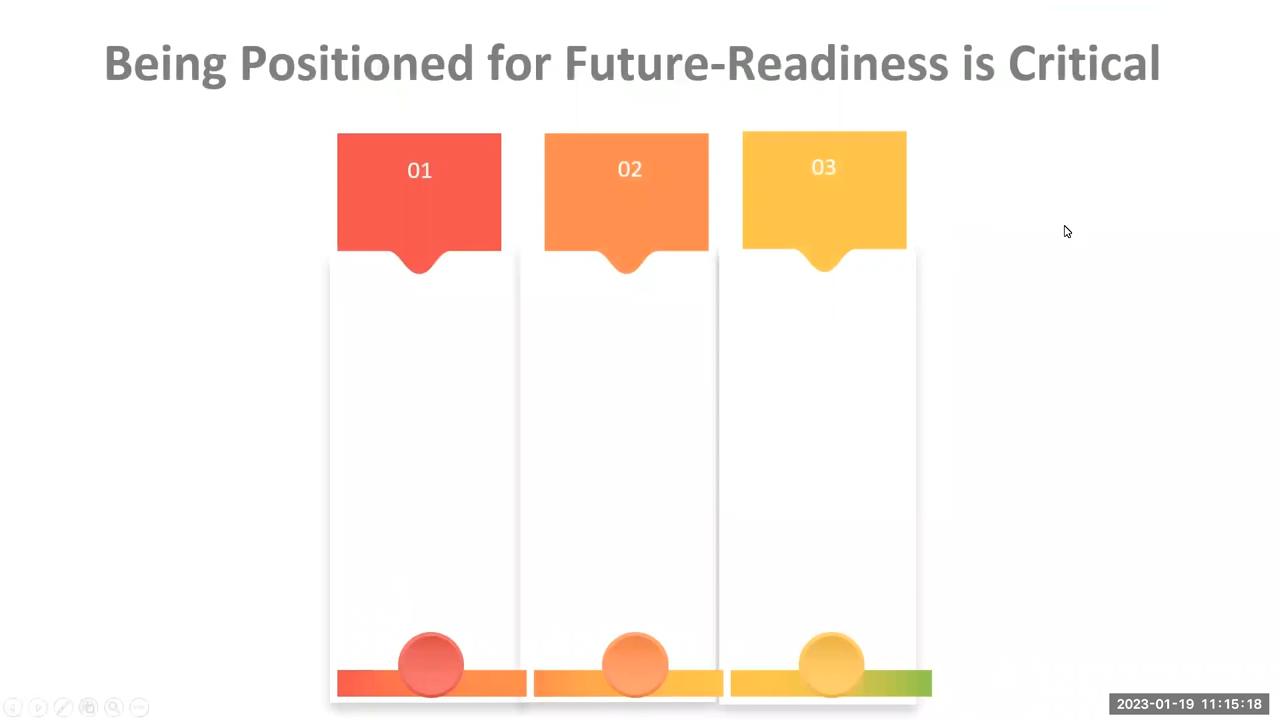 Being Positioned for Future-Readiness is Critical
01
02
03
2023-01-19 11:15:18